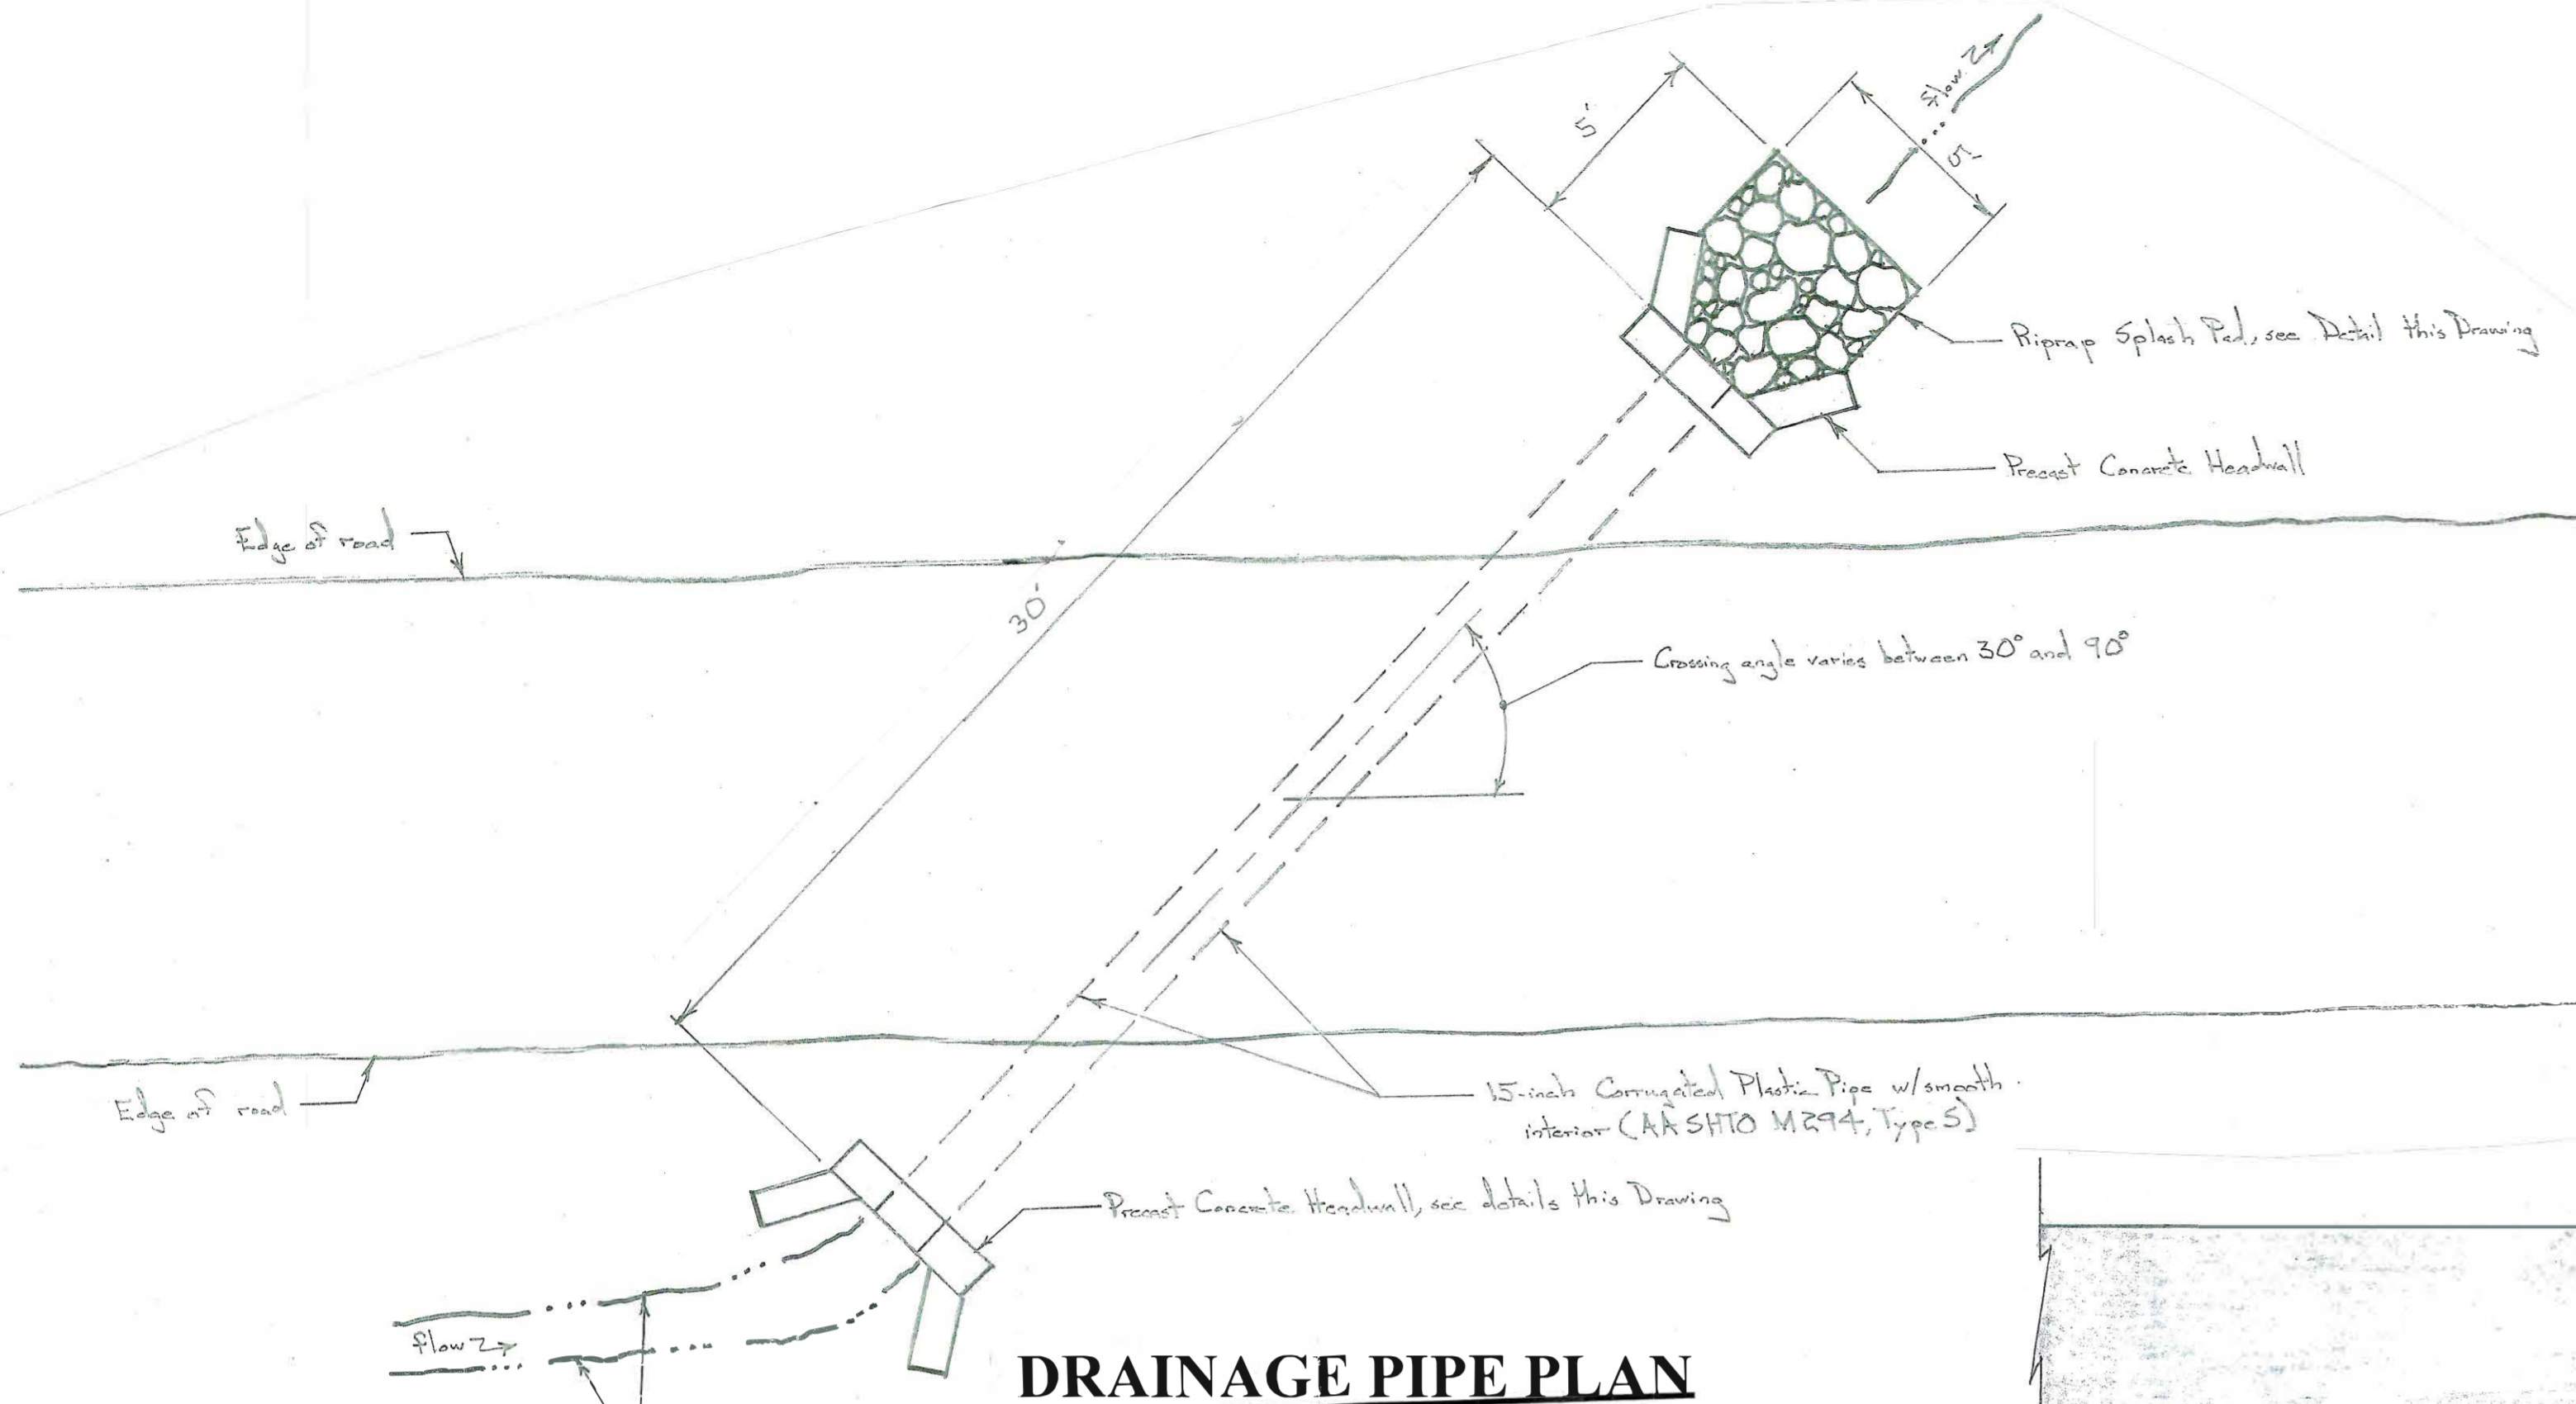 flow
5'
5'
Riprap Splash Pad, see Detail this Drawing
Precast Concrete Headwall
Edge of road
30'
Crossing angle varies between 30° and 90°
15-inch Corrugated Plastic Pipe w/smooth
interior (AASHTO M294, Type S)
Edge of road
Precast Concrete Headwall, see details this Drawing
flow
DRAINAGE PIPE PLAN